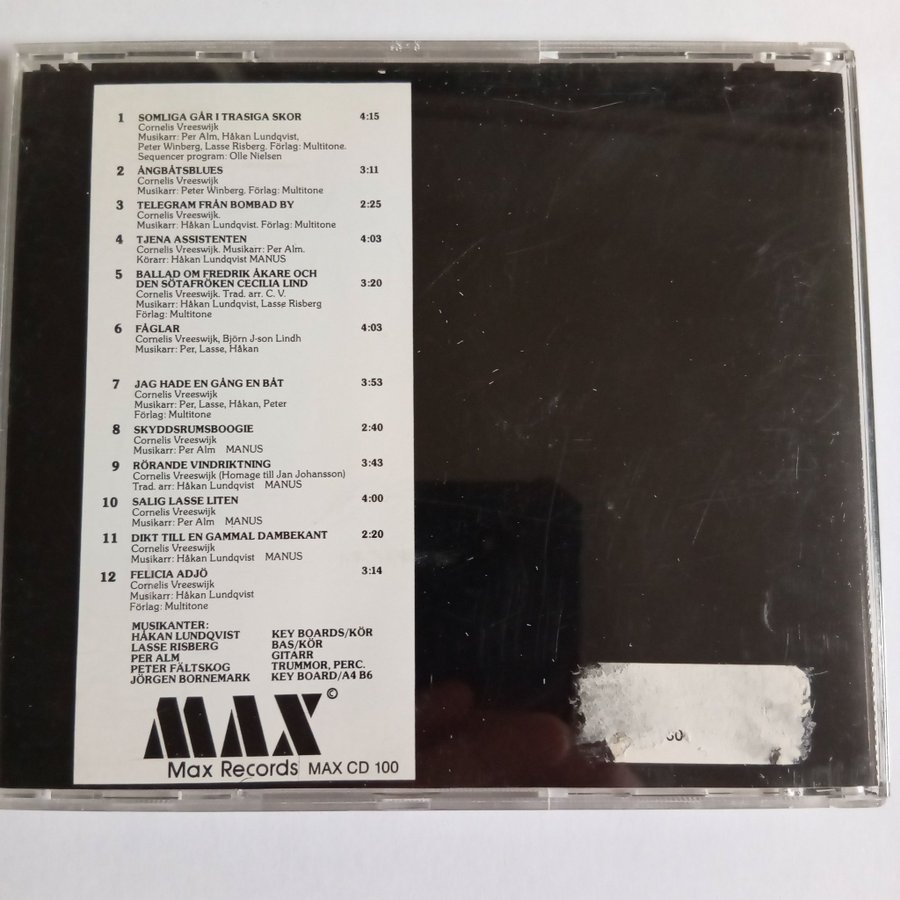 1 SOMLIGA GÅR I TRASIGA SKOR 4:15
Cornelis Vreeswijk
Musikarr: Per Alm, Håkan Lundqvist,
Peter Winberg, Lasse Risberg. Förlag: Multitone.
Sequencer program: Olle Nielsen
2 ÅNGBÅTSBLUES 3:11
Cornelis Vreeswijk
Musikarr: Peter Winberg. Förlag: Multitone
3 TELEGRAM FRÅN BOMBAD BY 2:25
Cornelis Vreeswijk.
Musikarr: Håkan Lundqvist. Förlag: Multitone
4 TJENA ASSISTENTEN 4:03
Cornelis Vreeswijk. Musikarr: Per Alm.
Körarr: Håkan Lundqvist MANUS
5 BALLAD OM FREDRIK ÅKARE OCH
DEN SÖTAFRÖKEN CECILIA LIND 3:20
Cornelis Vreeswijk. Trad. arr. C. V.
Musikarr: Håkan Lundqvist, Lasse Risberg
Förlag: Multitone
6 FÅGLAR 4:03
Cornelis Vreeswijk, Björn J-son Lindh
Musikarr: Per, Lasse, Håkan
7 JAG HADE EN GÅNG EN BÅT 3:53
Cornelis Vreeswijk
Musikarr: Per, Lasse, Håkan, Peter
Förlag: Multitone
8 SKYDDSRUMSBOOGIE 2:40
Cornelis Vreeswijk
Musikarr: Per Alm MANUS
9 RÖRANDE VINDRIKTNING 3:43
Cornelis Vreeswijk (Homage till Jan Johansson)
Trad. arr: Håkan Lundqvist MANUS
10 SALIG LASSE LITEN 4:00
Cornelis Vreeswijk
Musikarr: Per Alm MANUS
11 DIKT TILL EN GAMMAL DAMBEKANT 2:20
Cornelis Vreeswijk
Musikarr: Håkan Lundqvist MANUS
12 FELICIA ADJÖ 3:14
Cornelis Vreeswijk
Musikarr: Håkan Lundqvist
Förlag: Multitone
MUSIKANTER:
HÅKAN LUNDQVIST KEY BOARDS/KÖR
LASSE RISBERG BAS/KÖR
PER ALM GITARR
PETER FÄLTSKOG TRUMMOR, PERC.
JÖRGEN BORNEMARK KEY BOARD/A4 B6
MAX ©
Max Records MAX CD 100